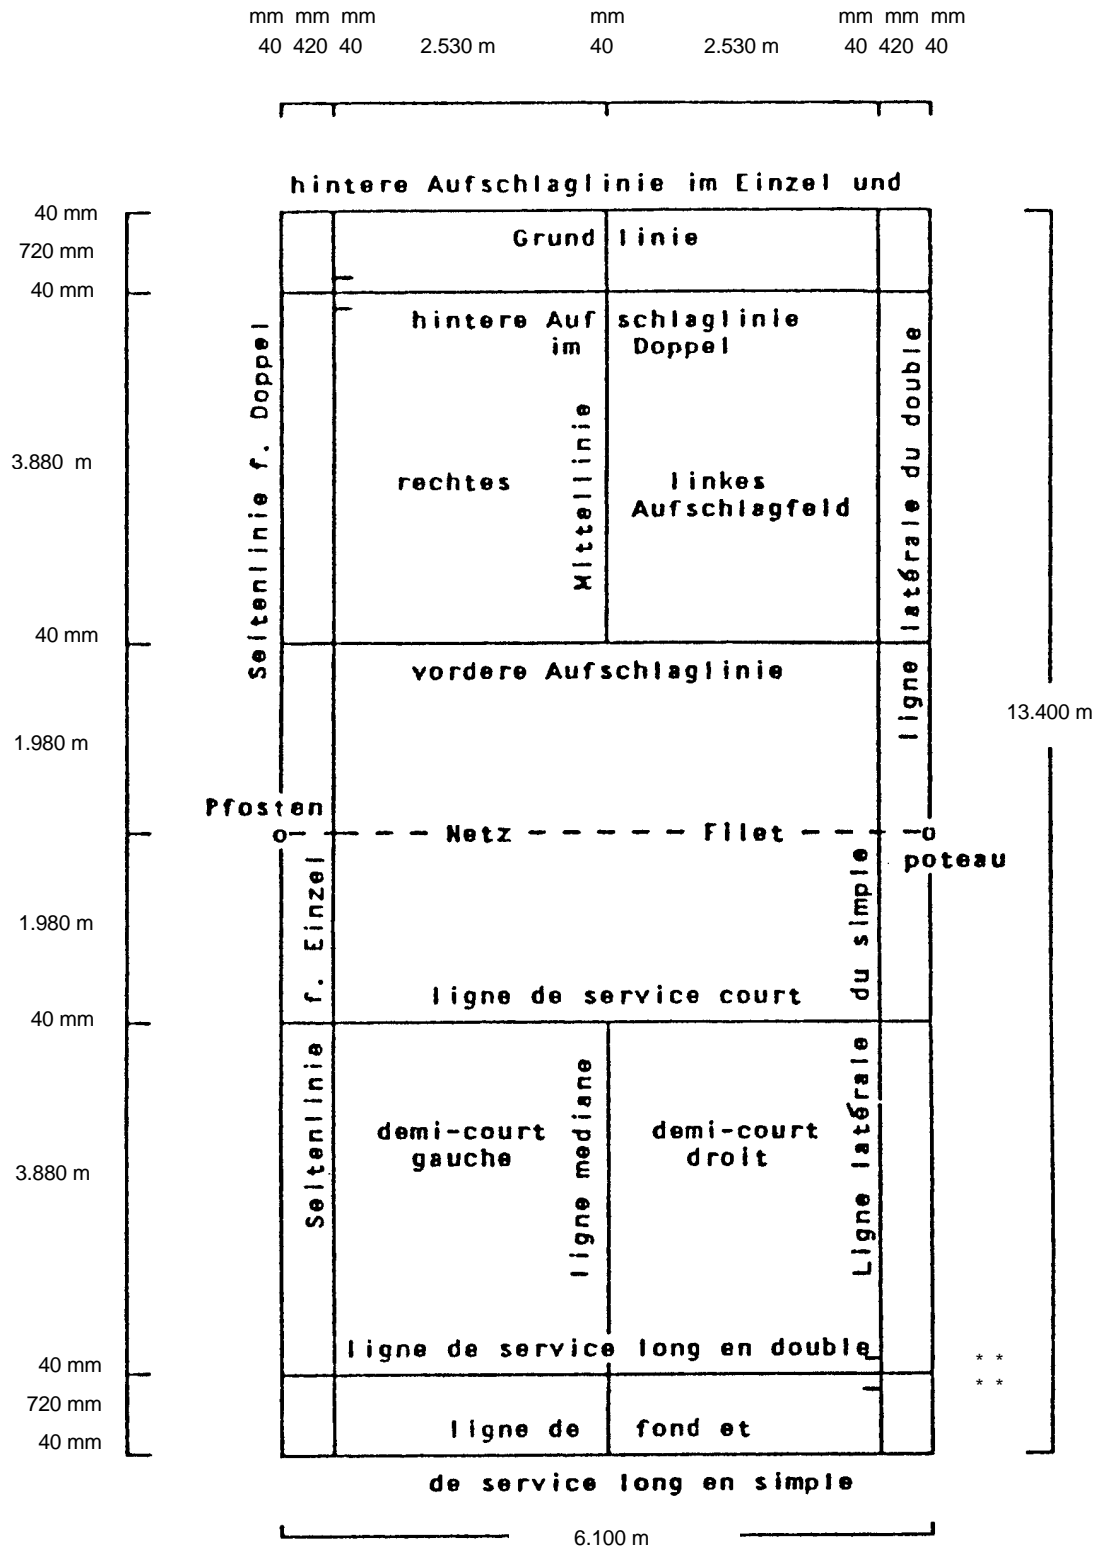 mm mm mm mm mm mm mm
40 420 40 2.530 m 40 2.530 m 40 420 40
hintere Aufschlaglinie im Einzel und
40 mm
Grund linie
720 mm
40 mm
hintere Auf schlaglinie
im Doppel
Seitenlinie f. Doppel
ligne latérale du double
Mittellinie
3.880 m
rechtes linkes
Aufschlagfeld
40 mm
vordere Aufschlaglinie
13.400 m
1.980 m
Pfosten
Netz Filet
poteau
Seitenlinie f. Einzel
Ligne latérale du simple
1.980 m
ligne de service court
40 mm
ligne mediane
demi-court demi-court
gauche droit
3.880 m
ligne de service long en double
40 mm
* *
* *
720 mm
ligne de fond et
40 mm
de service long en simple
6.100 m